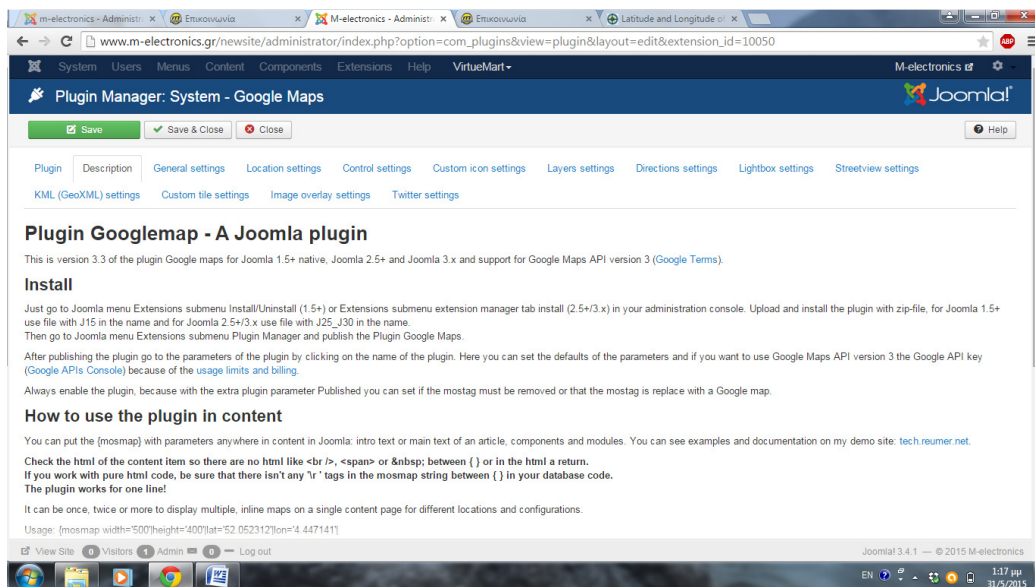 m-electronics - Administr
Επικοινωνία
M-electronics - Administr
Επικοινωνία
Latitude and Longitude of
www.m-electronics.gr/newsite/administrator/index.php?option=com_plugins&view=plugin&layout=edit&extension_id=10050
ABP
System Users Menus Content Components Extensions Help VirtueMart M-electronics
Plugin Manager: System - Google Maps Joomla!
Save Save & Close Close Help
Plugin Description General settings Location settings Control settings Custom icon settings Layers settings Directions settings Lightbox settings Streetview settings
KML (GeoXML) settings Custom tile settings Image overlay settings Twitter settings
Plugin Googlemap - A Joomla plugin
This is version 3.3 of the plugin Google maps for Joomla 1.5+ native, Joomla 2.5+ and Joomla 3.x and support for Google Maps API version 3 (Google Terms).
Install
Just go to Joomla menu Extensions submenu Install/Uninstall (1.5+) or Extensions submenu extension manager tab install (2.5+/3.x) in your administration console. Upload and install the plugin with zip-file, for Joomla 1.5+
use file with J15 in the name and for Joomla 2.5+/3.x use file with J25_J30 in the name.
Then go to Joomla menu Extensions submenu Plugin Manager and publish the Plugin Google Maps.
After publishing the plugin go to the parameters of the plugin by clicking on the name of the plugin. Here you can set the defaults of the parameters and if you want to use Google Maps API version 3 the Google API key
(Google APIs Console) because of the usage limits and billing.
Always enable the plugin, because with the extra plugin parameter Published you can set if the mostag must be removed or that the mostag is replace with a Google map.
How to use the plugin in content
You can put the {mosmap} with parameters anywhere in content in Joomla: intro text or main text of an article, components and modules. You can see examples and documentation on my demo site: tech.reumer.net.
Check the html of the content item so there are no html like <br />, <span> or &nbsp; between { } or in the html a return.
If you work with pure html code, be sure that there isn't any '\r ' tags in the mosmap string between { } in your database code.
The plugin works for one line!
It can be once, twice or more to display multiple, inline maps on a single content page for different locations and configurations.
Usage: {mosmap width='500'|height='400'|lat='52.052312'|lon='4.447141'|
View Site 0 Visitors 1 Admin 0 Log out Joomla! 3.4.1 — © 2015 M-electronics
EN 1:17 μμ
31/5/2015